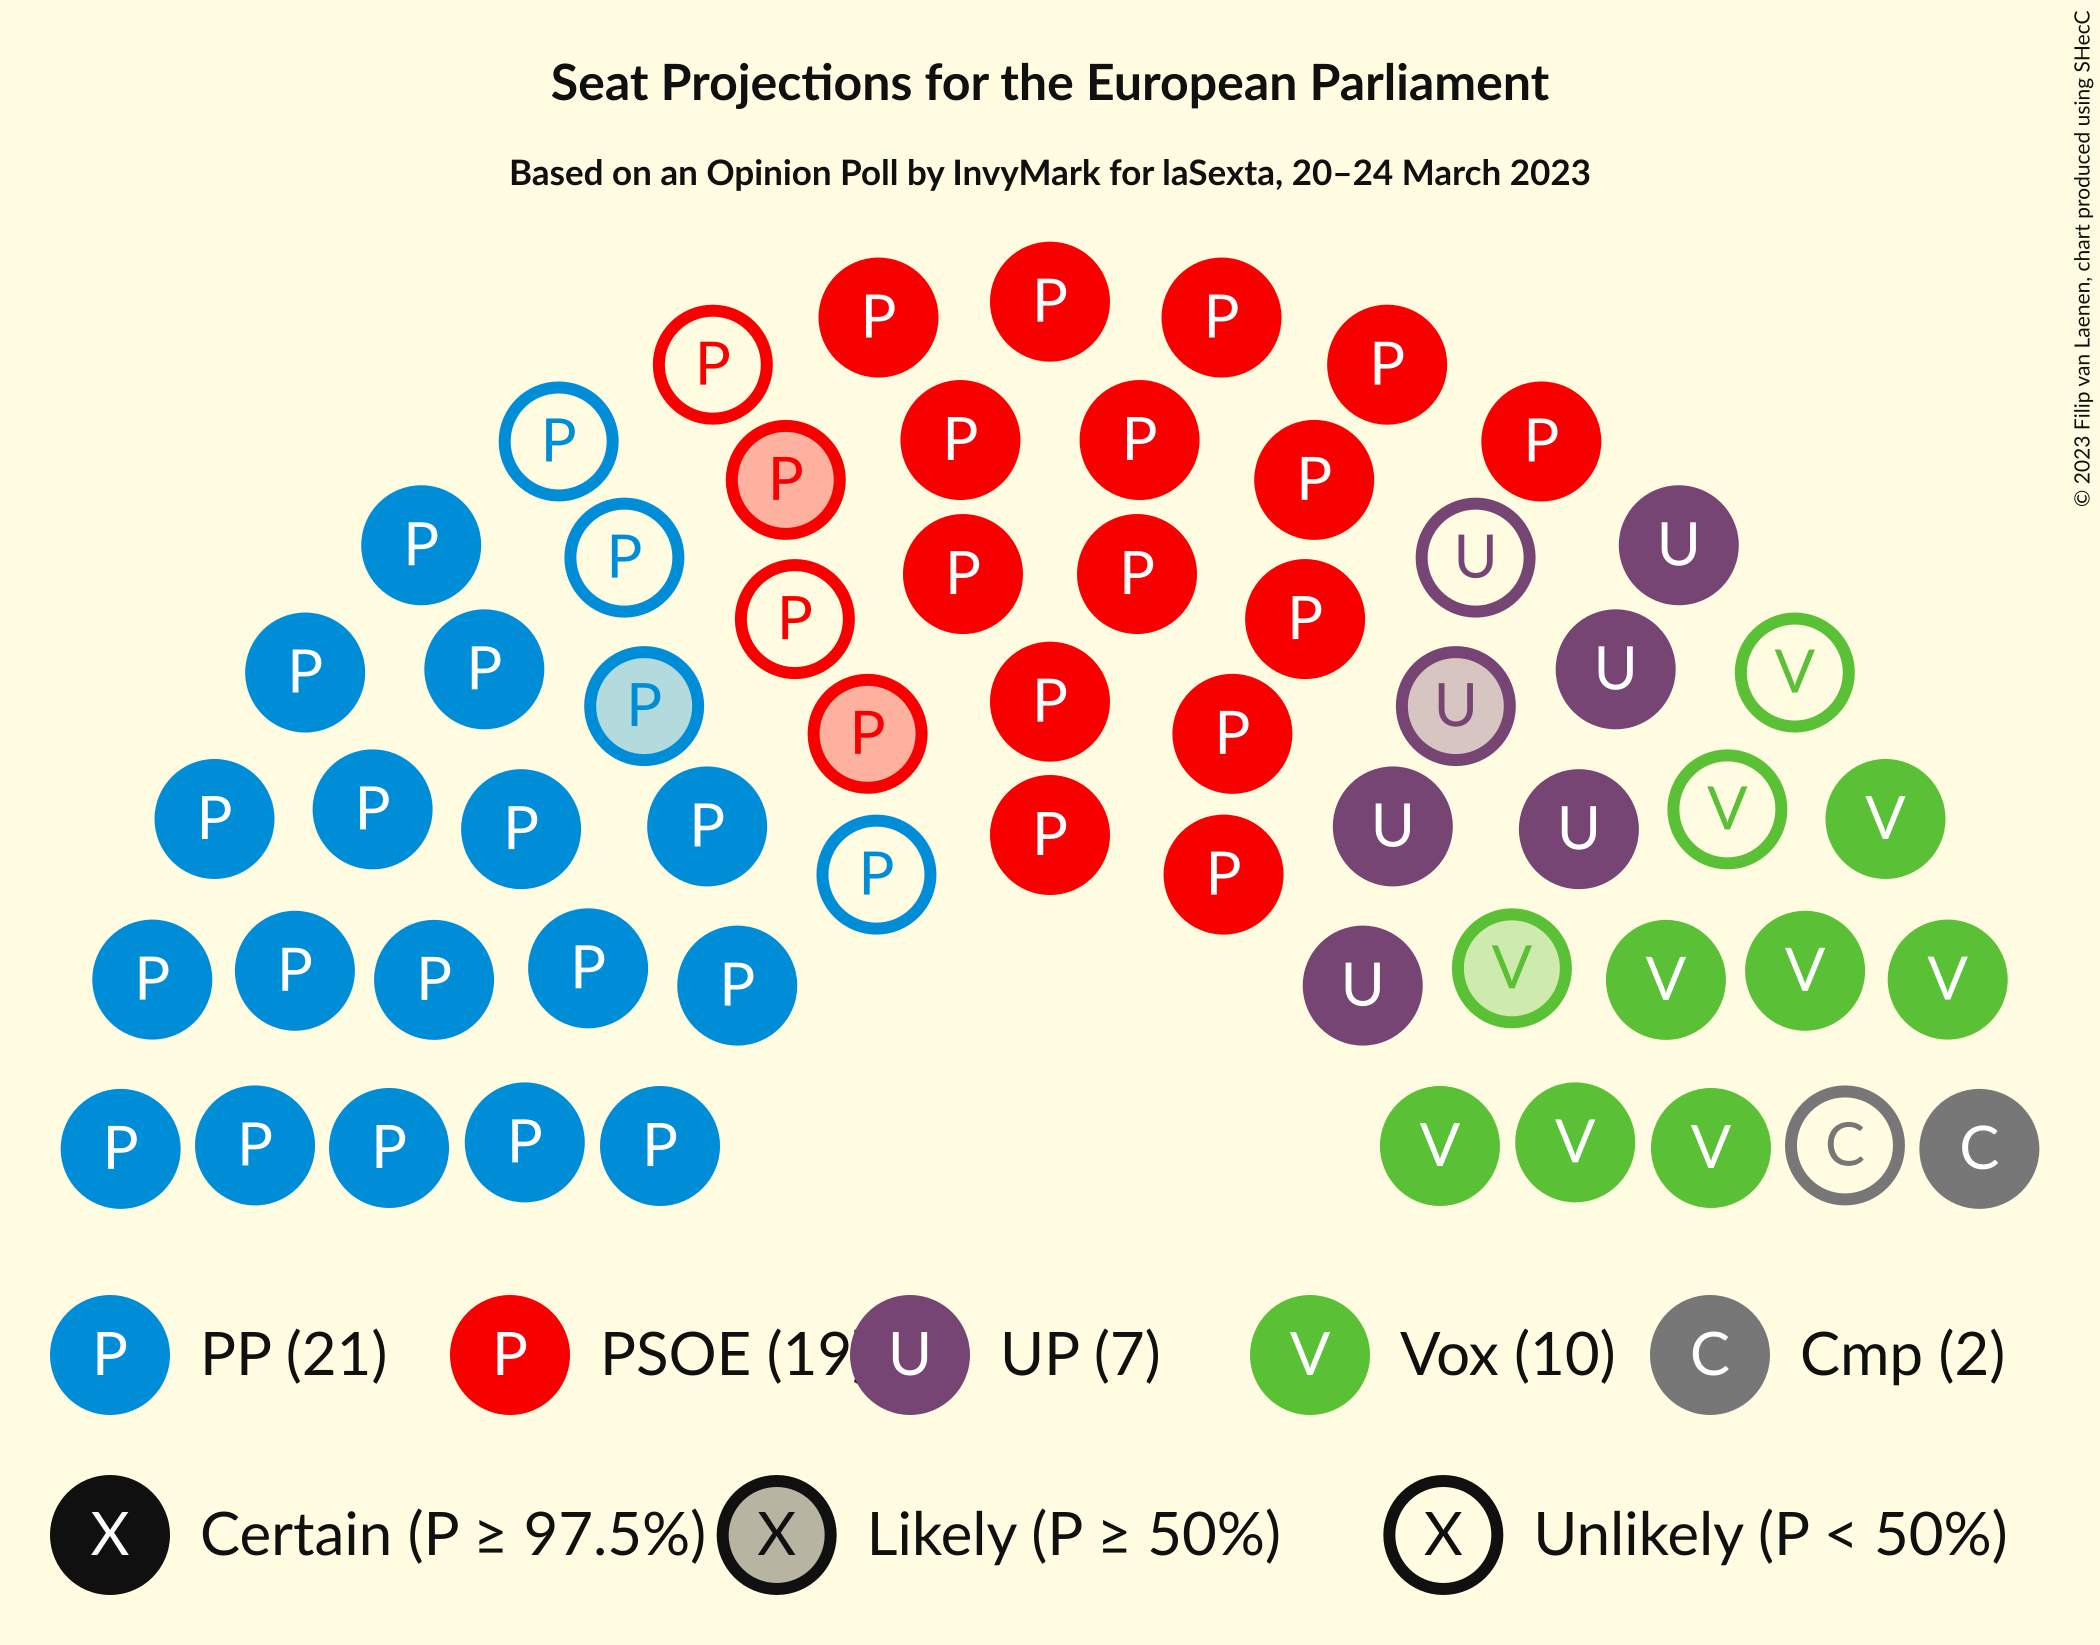 Seat Projections for the European Parliament
Based on an Opinion Poll by InvyMark for laSexta, 20–24 March 2023
© 2023 Filip van Laenen, chart produced using SHecC
P
P P
P P
P P
P P P
P P P P
P U U
P P P P
P P U U
P P V
P P
P P P P U U V V
P P P P
P P P P P U V V V V
P P P P P V V V C C
P PP (21) P PSOE (19) U UP (7) V Vox (10) C Cmp (2)
X Certain (P ≥ 97.5%) X Likely (P ≥ 50%) X Unlikely (P < 50%)